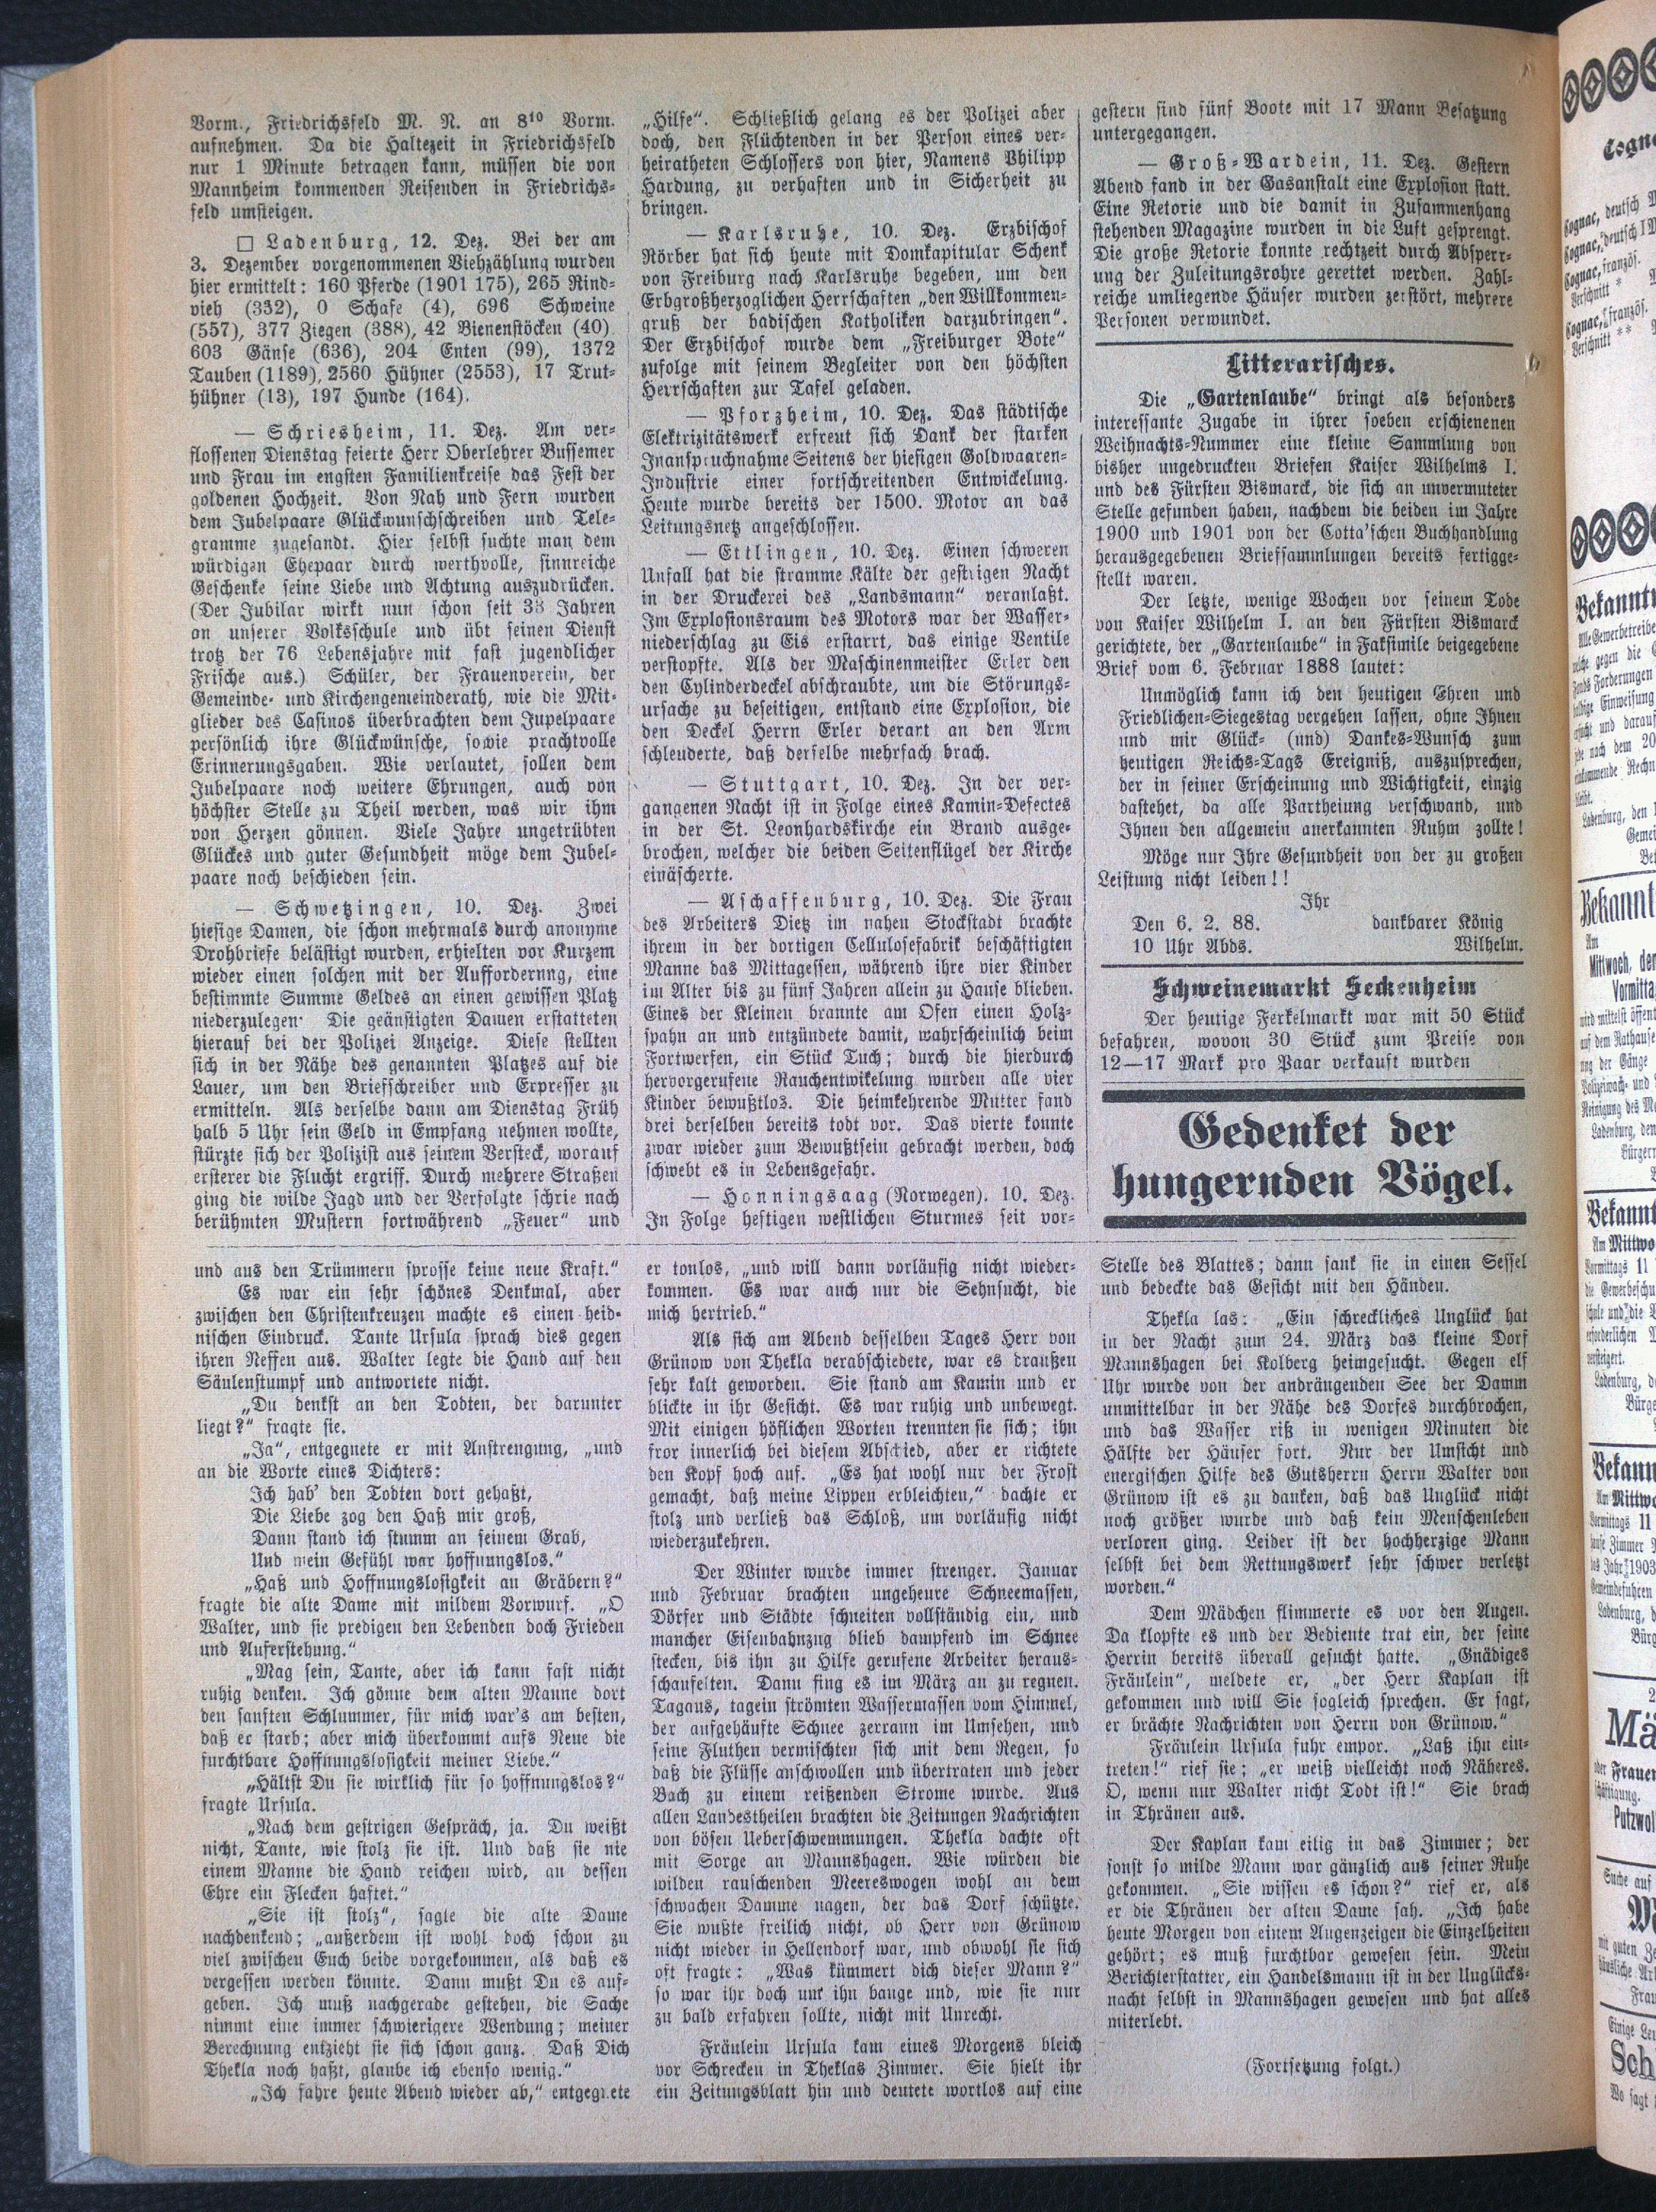 Vorm., Friedrichsfeld M. N. an 8¹⁰ Vorm.
aufnehmen. Da die Haltezeit in Friedrichsfeld
nur 1 Minute betragen kann, müssen die von
Mannheim kommenden Reisenden in Friedrichs-
feld umsteigen.
□ Ladenburg, 12. Dez. Bei der am
3. Dezember vorgenommenen Viehzählung wurden
hier ermittelt: 160 Pferde (1901 175), 265 Rind-
vieh (332), 0 Schafe (4), 696 Schweine
(557), 377 Ziegen (388), 42 Bienenstöcken (40)
603 Gänse (636), 204 Enten (99), 1372
Tauben (1189), 2560 Hühner (2553), 17 Trut-
hühner (13), 197 Hunde (164).
— Schriesheim, 11. Dez. Am ver-
flossenen Dienstag feierte Herr Oberlehrer Bussemer
und Frau im engsten Familienkreise das Fest der
goldenen Hochzeit. Von Nah und Fern wurden
dem Jubelpaare Glückwunschschreiben und Tele-
gramme zugesandt. Hier selbst suchte man dem
würdigen Ehepaar durch werthvolle, sinnreiche
Geschenke seine Liebe und Achtung auszudrücken.
(Der Jubilar wirkt nun schon seit 33 Jahren
an unserer Volksschule und übt seinen Dienst
trotz der 76 Lebensjahre mit fast jugendlicher
Frische aus.) Schüler, der Frauenverein, der
Gemeinde- und Kirchengemeinderath, wie die Mit-
glieder des Casinos überbrachten dem Jupelpaare
persönlich ihre Glückwünsche, sowie prachtvolle
Erinnerungsgaben. Wie verlautet, sollen dem
Jubelpaare noch weitere Ehrungen, auch von
höchster Stelle zu Theil werden, was wir ihm
von Herzen gönnen. Viele Jahre ungetrübten
Glückes und guter Gesundheit möge dem Jubel-
paare noch beschieden sein.
— Schwetzingen, 10. Dez. Zwei
hiesige Damen, die schon mehrmals durch anonyme
Drohbriefe belästigt wurden, erhielten vor Kurzem
wieder einen solchen mit der Auffordernng, eine
bestimmte Summe Geldes an einen gewissen Platz
niederzulegen· Die geänstigten Damen erstatteten
hierauf bei der Polizei Anzeige. Diese stellten
sich in der Nähe des genannten Platzes auf die
Lauer, um den Briefschreiber und Erpresser zu
ermitteln. Als derselbe dann am Dienstag Früh
halb 5 Uhr sein Geld in Empfang nehmen wollte,
stürzte sich der Polizist aus seinem Versteck, worauf
ersterer die Flucht ergriff. Durch mehrere Straßen
ging die wilde Jagd und der Verfolgte schrie nach
berühmten Mustern fortwährend „Feuer“ und
„Hilfe“. Schließlich gelang es der Polizei aber
doch, den Flüchtenden in der Person eines ver-
heiratheten Schlossers von hier, Namens Philipp
Hardung, zu verhaften und in Sicherheit zu
bringen.
— Karlsruhe, 10. Dez. Erzbischof
Nörber hat sich heute mit Domkapitular Schenk
von Freiburg nach Karlsruhe begeben, um den
Erbgroßherzoglichen Herrschaften „den Willkommen-
gruß der badischen Katholiken darzubringen“.
Der Erzbischof wurde dem „Freiburger Bote“
zufolge mit seinem Begleiter von den höchsten
Herrschaften zur Tafel geladen.
— Pforzheim, 10. Dez. Das städtische
Elektrizitätswerk erfreut sich Dank der starken
Inanspruchnahme Seitens der hiesigen Goldwaaren-
Industrie einer fortschreitenden Entwickelung.
Heute wurde bereits der 1500. Motor an das
Leitungsnetz angeschlossen.
— Ettlingen, 10. Dez. Einen schweren
Unfall hat die stramme Kälte der gestrigen Nacht
in der Druckerei des „Landsmann“ veranlaßt.
Im Explosionsraum des Motors war der Wasser-
niederschlag zu Eis erstarrt, das einige Ventile
verstopfte. Als der Maschinenmeister Erler den
den Cylinderdeckel abschraubte, um die Störungs-
ursache zu beseitigen, entstand eine Explosion, die
den Deckel Herrn Erler derart an den Arm
schleuderte, daß derselbe mehrfach brach.
— Stuttgart, 10. Dez. In der ver-
gangenen Nacht ist in Folge eines Kamin-Defectes
in der St. Leonhardskirche ein Brand ausge-
brochen, welcher die beiden Seitenflügel der Kirche
einäscherte.
— Aschaffenburg, 10. Dez. Die Frau
des Arbeiters Dietz im nahen Stockstadt brachte
ihrem in der dortigen Cellulosefabrik beschäftigten
Manne das Mittagessen, während ihre vier Kinder
im Alter bis zu fünf Jahren allein zu Hause blieben.
Eines der Kleinen brannte am Ofen einen Holz-
spahn an und entzündete damit, wahrscheinlich beim
Fortwerfen, ein Stück Tuch; durch die hierdurch
hervorgerufene Rauchentwikelung wurden alle vier
Kinder bewußtlos. Die heimkehrende Mutter fand
drei derselben bereits todt vor. Das vierte konnte
zwar wieder zum Bewußtsein gebracht werden, doch
schwebt es in Lebensgefahr.
— Honningsaag (Norwegen). 10. Dez.
In Folge heftigen westlichen Sturmes seit vor-
gestern sind fünf Boote mit 17 Mann Besatzung
untergegangen.
— Groß-Wardein, 11. Dez. Gestern
Abend fand in der Gasanstalt eine Explosion statt.
Eine Retorie und die damit in Zusammenhang
stehenden Magazine wurden in die Luft gesprengt.
Die große Retorie konnte rechtzeit durch Absperr-
ung der Zuleitungsrohre gerettet werden. Zahl-
reiche umliegende Häuser wurden zerstört, mehrere
Personen verwundet.
Litterarisches.
Die „Gartenlaube“ bringt als besonders
interessante Zugabe in ihrer soeben erschienenen
Weihnachts-Nummer eine kleine Sammlung von
bisher ungedruckten Briefen Kaiser Wilhelms I.
und des Fürsten Bismarck, die sich an unvermuteter
Stelle gefunden haben, nachdem die beiden im Jahre
1900 und 1901 von der Cotta’schen Buchhandlung
herausgegebenen Briefsammlungen bereits fertigge-
stellt waren.
Der letzte, wenige Wochen vor seinem Tode
von Kaiser Wilhelm I. an den Fürsten Bismarck
gerichtete, der „Gartenlaube“ in Faksimile beigegebene
Brief vom 6. Februar 1888 lautet:
Unmöglich kann ich den heutigen Ehren und
Friedlichen-Siegestag vergehen lassen, ohne Ihnen
und mir Glück- (und) Dankes-Wunsch zum
heutigen Reichs-Tags Ereigniß, auszusprechen,
der in seiner Erscheinung und Wichtigkeit, einzig
dastehet, da alle Partheiung verschwand, und
Ihnen den allgemein anerkannten Ruhm zollte!
Möge nur Ihre Gesundheit von der zu großen
Leistung nicht leiden!!
Ihr
Den 6. 2. 88. dankbarer König
10 Uhr Abds. Wilhelm.
Schweinemarkt Seckenheim
Der heutige Ferkelmarkt war mit 50 Stück
befahren, wovon 30 Stück zum Preise von
12—17 Mark pro Paar verkauft wurden
Gedenket der
hungernden Vögel.
und aus den Trümmern sprosse keine neue Kraft.“
Es war ein sehr schönes Denkmal, aber
zwischen den Christenkreuzen machte es einen heid-
nischen Eindruck. Tante Ursula sprach dies gegen
ihren Neffen aus. Walter legte die Hand auf den
Säulenstumpf und antwortete nicht.
„Du denkst an den Todten, der darunter
liegt?“ fragte sie.
„Ja“, entgegnete er mit Anstrengung, „und
an die Worte eines Dichters:
Ich hab’ den Todten dort gehaßt,
Die Liebe zog den Haß mir groß,
Dann stand ich stumm an seinem Grab,
Und mein Gefühl war hoffnungslos.“
„Haß und Hoffnungslosigkeit an Gräbern?“
fragte die alte Dame mit mildem Vorwurf. „O
Walter, und sie predigen den Lebenden doch Frieden
und Auferstehung.“
„Mag sein, Tante, aber ich kann fast nicht
ruhig denken. Ich gönne dem alten Manne dort
den sanften Schlummer, für mich war’s am besten,
daß er starb; aber mich überkommt aufs Neue die
furchtbare Hoffnungslosigkeit meiner Liebe.“
„Hältst Du sie wirklich für so hoffnungslos?“
fragte Ursula.
„Nach dem gestrigen Gespräch, ja. Du weißt
nicht, Tante, wie stolz sie ist. Und daß sie nie
einem Manne die Hand reichen wird, an dessen
Ehre ein Flecken haftet.“
„Sie ist stolz“, sagte die alte Dame
nachdenkend; „außerdem ist wohl doch schon zu
viel zwischen Euch beide vorgekommen, als daß es
vergessen werden könnte. Dann mußt Du es auf-
geben. Ich muß nachgerade gestehen, die Sache
nimmt eine immer schwierigere Wendung; meiner
Berechnung entzieht sie sich schon ganz. Daß Dich
Thekla noch haßt, glaube ich ebenso wenig.“
„Ich fahre heute Abend wieder ab,“ entgegnete
er tonlos, „und will dann vorläufig nicht wieder-
kommen. Es war auch nur die Sehnsucht, die
mich hertrieb.“
Als sich am Abend desselben Tages Herr von
Grünow von Thekla verabschiedete, war es draußen
sehr kalt geworden. Sie stand am Kamin und er
blickte in ihr Gesicht. Es war ruhig und unbewegt.
Mit einigen höflichen Worten trennten sie sich; ihn
fror innerlich bei diesem Abschied, aber er richtete
den Kopf hoch auf. „Es hat wohl nur der Frost
gemacht, daß meine Lippen erbleichten,“ dachte er
stolz und verließ das Schloß, um vorläufig nicht
wiederzukehren.
Der Winter wurde immer strenger. Januar
und Februar brachten ungeheure Schneemassen,
Dörfer und Städte schneiten vollständig ein, und
mancher Eisenbahnzug blieb dampfend im Schnee
stecken, bis ihn zu Hilfe gerufene Arbeiter heraus-
schaufelten. Dann fing es im März an zu regnen.
Tagaus, tagein strömten Wassermassen vom Himmel,
der aufgehäufte Schnee zerrann im Umsehen, und
seine Fluthen vermischten sich mit dem Regen, so
daß die Flüsse anschwollen und übertraten und jeder
Bach zu einem reißenden Strome wurde. Aus
allen Landestheilen brachten die Zeitungen Nachrichten
von bösen Ueberschwemmungen. Thekla dachte oft
mit Sorge an Mannshagen. Wie würden die
wilden rauschenden Meereswogen wohl an dem
schwachen Damme nagen, der das Dorf schützte.
Sie wußte freilich nicht, ob Herr von Grünow
nicht wieder in Hellendorf war, und obwohl sie sich
oft fragte: „Was kümmert dich dieser Mann?“
so war ihr doch um ihn bange und, wie sie nur
zu bald erfahren sollte, nicht mit Unrecht.
Fräulein Ursula kam eines Morgens bleich
vor Schrecken in Theklas Zimmer. Sie hielt ihr
ein Zeitungsblatt hin und deutete wortlos auf eine
Stelle des Blattes; dann sank sie in einen Sessel
und bedeckte das Gesicht mit den Händen.
Thekla las: „Ein schreckliches Unglück hat
in der Nacht zum 24. März das kleine Dorf
Mannshagen bei Kolberg heimgesucht. Gegen elf
Uhr wurde von der andrängenden See der Damm
unmittelbar in der Nähe des Dorfes durchbrochen,
und das Wasser riß in wenigen Minuten die
Hälfte der Häuser fort. Nur der Umsicht und
energischen Hilfe des Gutsherrn Herrn Walter von
Grünow ist es zu danken, daß das Unglück nicht
noch größer wurde und daß kein Menschenleben
verloren ging. Leider ist der hochherzige Mann
selbst bei dem Rettungswerk sehr schwer verletzt
worden.“
Dem Mädchen flimmerte es vor den Augen.
Da klopfte es und der Bediente trat ein, der seine
Herrin bereits überall gesucht hatte. „Gnädiges
Fräulein“, meldete er, „der Herr Kaplan ist
gekommen und will Sie sogleich sprechen. Er sagt,
er brächte Nachrichten von Herrn von Grünow.“
Fräulein Ursula fuhr empor. „Laß ihn ein-
treten!“ rief sie; „er weiß vielleicht noch Näheres.
O, wenn nur Walter nicht Todt ist!“ Sie brach
in Thränen aus.
Der Kaplan kam eilig in das Zimmer; der
sonst so milde Mann war gänzlich aus seiner Ruhe
gekommen. „Sie wissen es schon?“ rief er, als
er die Thränen der alten Dame sah. „Ich habe
heute Morgen von einem Augenzeigen die Einzelheiten
gehört; es muß furchtbar gewesen sein. Mein
Berichterstatter, ein Handelsmann ist in der Unglücks-
nacht selbst in Mannshagen gewesen und hat alles
miterlebt.
(Fortsetzung folgt.)